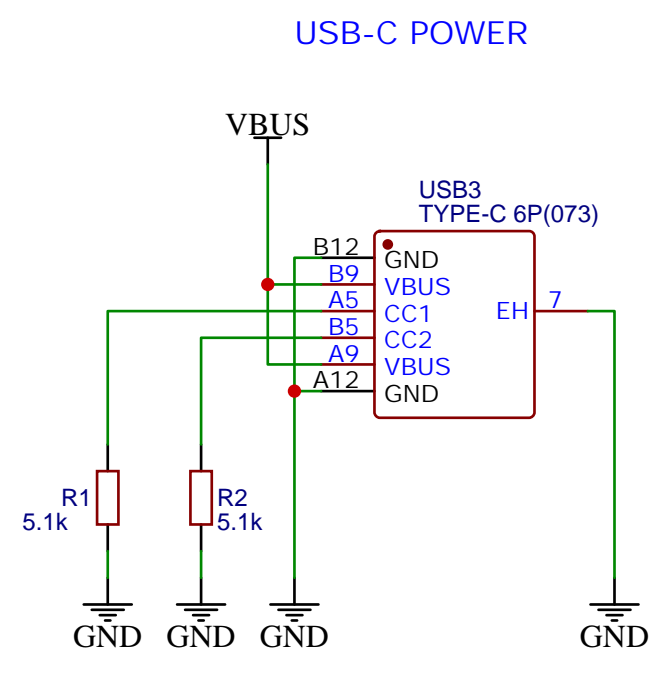 USB-C POWER
VBUS
USB3
TYPE-C 6P(073)
B12
GND
B9
VBUS
A5
CC1
EH
7
B5
CC2
A9
VBUS
A12
GND
R1
5.1k
R2
5.1k
GND
GND
GND
GND